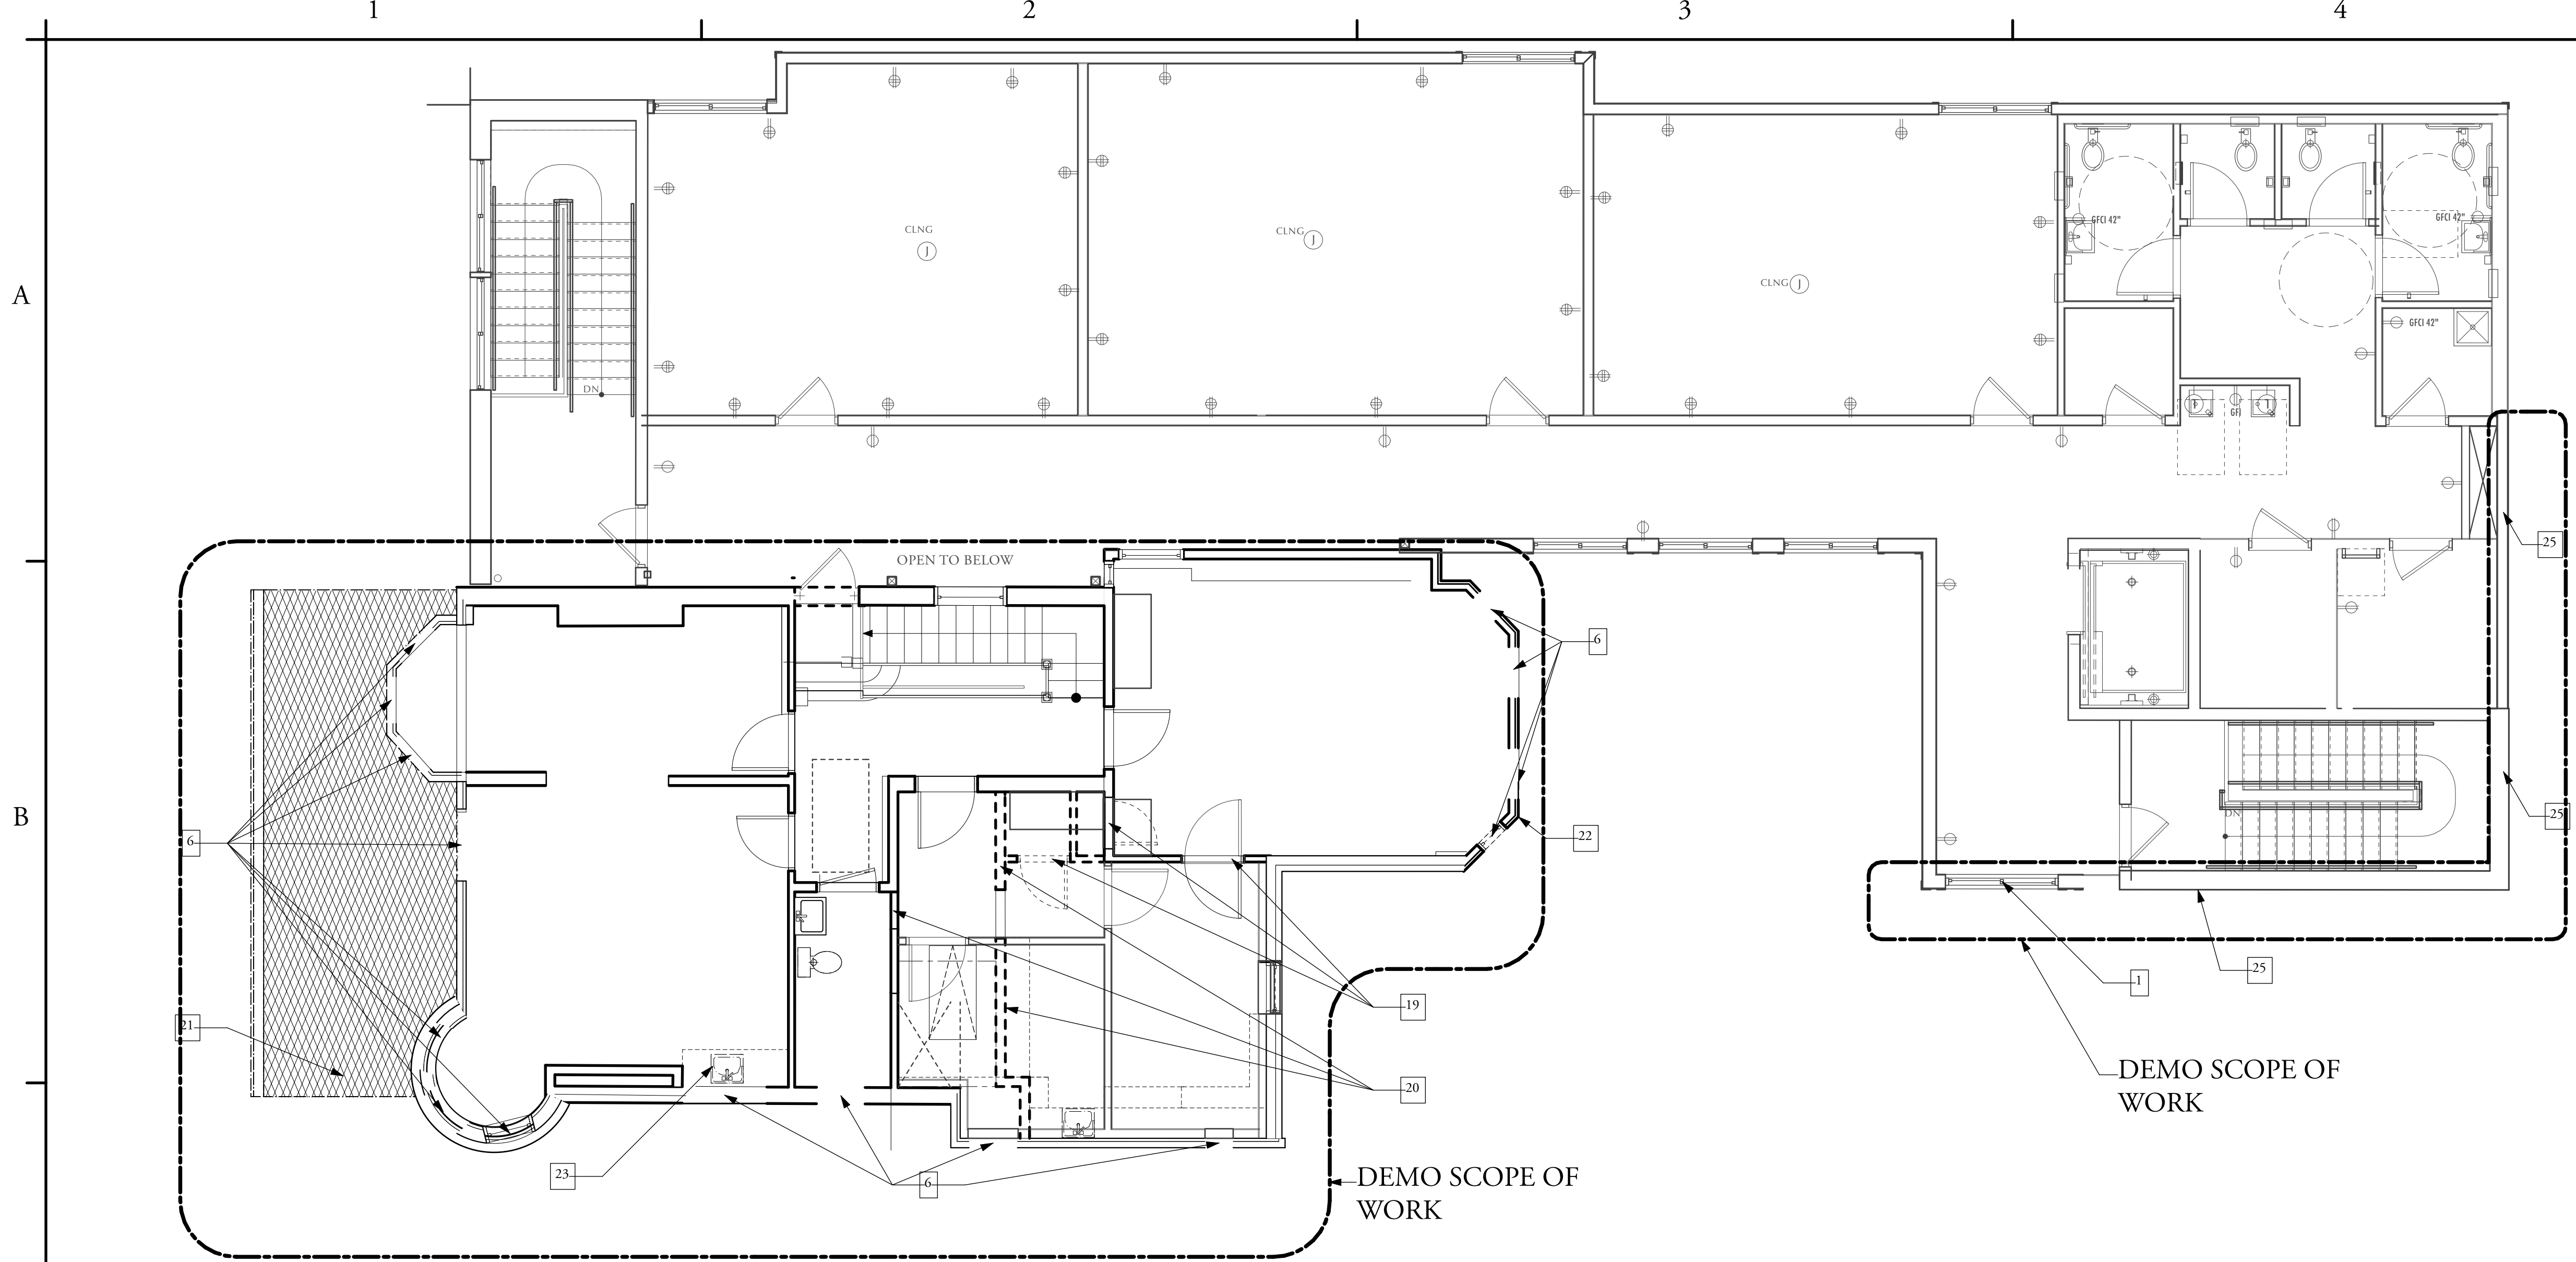 1
2
3
4
A
CLNG
J
CLNG
J
CLNG
J
GFCI 42"
GFCI 42"
GFCI 42"
GFI
DN
25
OPEN TO BELOW
6
B
6
22
DN
25
21
19
1
25
20
23
6
DEMO SCOPE OF
WORK
DEMO SCOPE OF
WORK